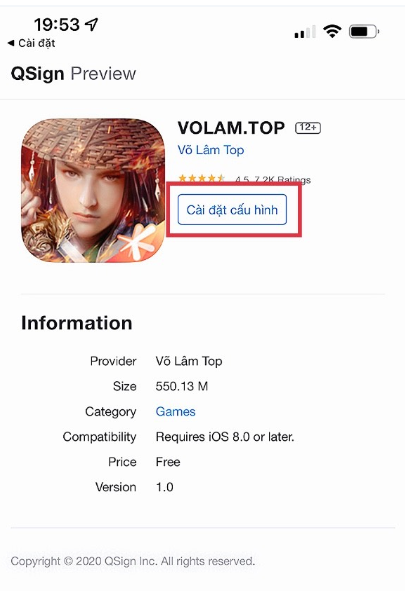 19:53
Cài đặt
QSign Preview
VOLAM.TOP 12+
Võ Lâm Top
4.5, 7.2K Ratings
Cài đặt cấu hình
Information
Provider Võ Lâm Top
Size 550.13 M
Category Games
Compatibility Requires iOS 8.0 or later.
Price Free
Version 1.0
Copyright © 2020 QSign Inc. All rights reserved.